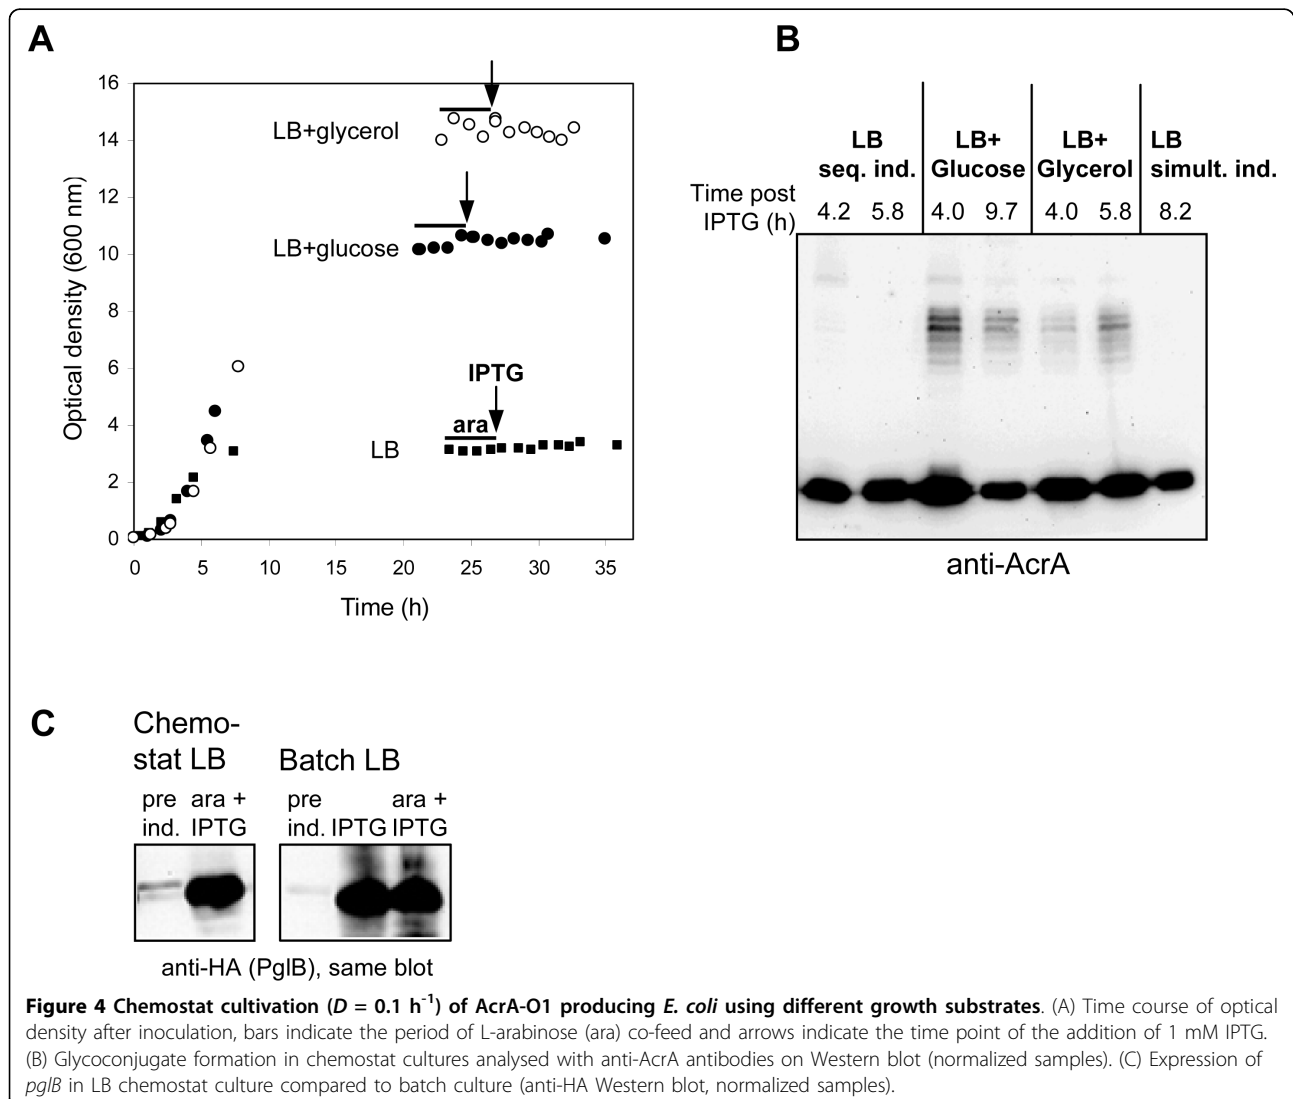 A
16
14
12
10
8
6
4
2
0
Optical density (600 nm)
LB+glycerol
LB+glucose
IPTG
ara
LB
0 5 10 15 20 25 30 35
Time (h)
B
LB
seq. ind.
LB+
Glucose
LB+
Glycerol
LB
simult. ind.
Time post
IPTG (h)
4.2 5.8 4.0 9.7 4.0 5.8 8.2
anti-AcrA
C
Chemo-
stat LB
Batch LB
pre
ind.
ara +
IPTG
pre
ind.
IPTG
ara +
IPTG
anti-HA (PglB), same blot
Figure 4 Chemostat cultivation (D = 0.1 h-1) of AcrA-O1 producing E. coli using different growth substrates. (A) Time course of optical
density after inoculation, bars indicate the period of L-arabinose (ara) co-feed and arrows indicate the time point of the addition of 1 mM IPTG.
(B) Glycoconjugate formation in chemostat cultures analysed with anti-AcrA antibodies on Western blot (normalized samples). (C) Expression of
pglB in LB chemostat culture compared to batch culture (anti-HA Western blot, normalized samples).